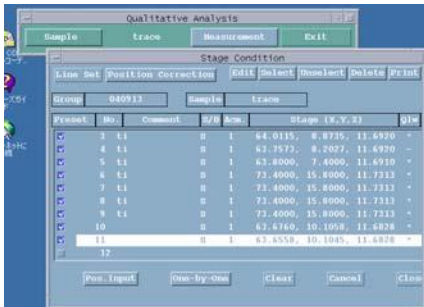 Qualitative Analysis
Sample trace Measurement Exit
Stage Condition
Line Set Position Correction Edit Select Unselect Delete Print
Group 040913 Sample trace
Preset No. Comment S/D Acm. Stage (X,Y,Z) Qlw
3 ti S 1 64.0115, 8.8735, 11.6920 *
4 ti S 1 63.7573, 8.2027, 11.6920 -
5 ti S 1 63.8000, 7.4000, 11.6910 *
6 ti S 1 73.4000, 15.8000, 11.7313 *
7 ti S 1 73.4000, 15.8000, 11.7313 *
8 ti S 1 73.4000, 15.8000, 11.7313 *
9 ti S 1 73.4000, 15.8000, 11.7313 *
10 S 1 63.6760, 10.1058, 11.6828 *
11 S 1 63.6558, 10.1045, 11.6828 *
12
Pos.Input One-by-One Clear Cancel Clos